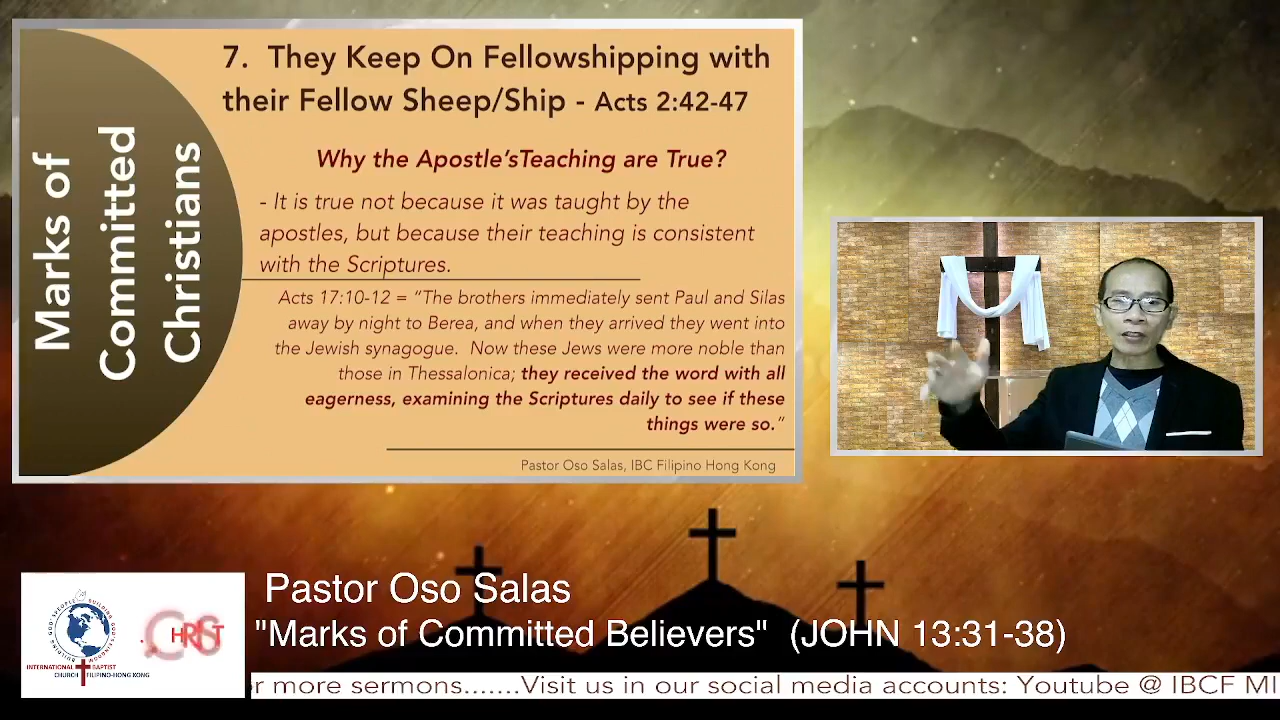 Marks of
Committed
Christians
7. They Keep On Fellowshipping with
their Fellow Sheep/Ship - Acts 2:42-47
Why the Apostle'sTeaching are True?
- It is true not because it was taught by the
apostles, but because their teaching is consistent
with the Scriptures.
Acts 17:10-12 = "The brothers immediately sent Paul and Silas
away by night to Berea, and when they arrived they went into
the Jewish synagogue. Now these Jews were more noble than
those in Thessalonica; they received the word with all
eagerness, examining the Scriptures daily to see if these
things were so."
Pastor Oso Salas, IBC Filipino Hong Kong
Pastor Oso Salas
"Marks of Committed Believers" (JOHN 13:31-38)
BUILDING GOD'S PEOPLE BUILDING GOD'S KINGDOM
INTERNATIONAL BAPTIST
CHURCH FILIPINO-HONG KONG
CHRIST
r more sermons.......Visit us in our social media accounts: Youtube @ IBCF MI